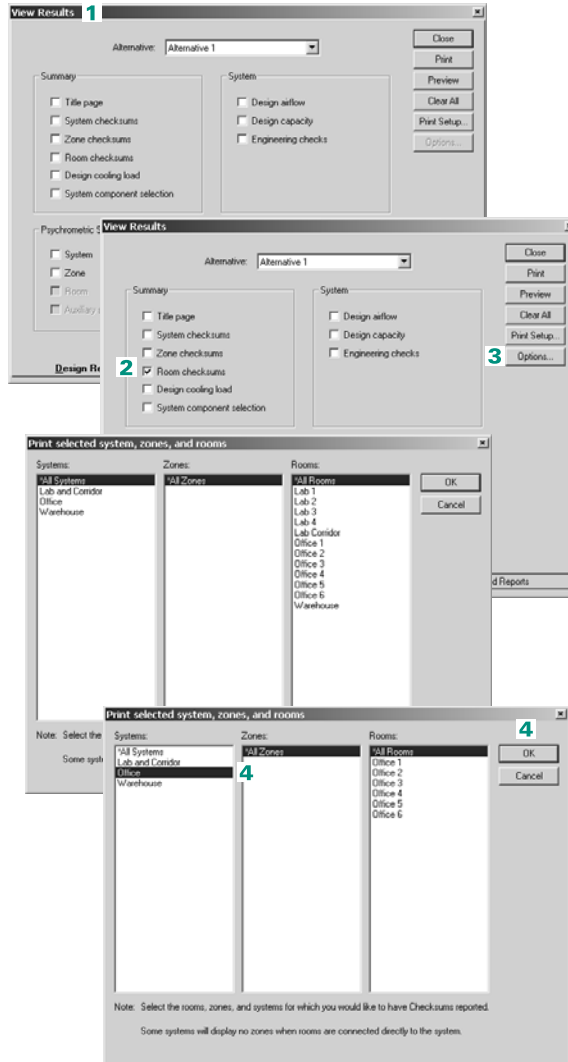 View Results 1
Alternative: Alternative 1
Close
Print
Preview
Clear All
Print Setup...
Options...
Summary
Title page
System checksums
Zone checksums
Room checksums
Design cooling load
System component selection
System
Design airflow
Design capacity
Engineering checks
Psychrometric S
System
Zone
Room
Auxiliary
Design Re
View Results
Alternative: Alternative 1
Close
Print
Preview
Clear All
Print Setup...
3 Options...
Summary
Title page
System checksums
Zone checksums
2 Room checksums
Design cooling load
System component selection
System
Design airflow
Design capacity
Engineering checks
d Reports
Print selected system, zones, and rooms
Systems:
*All Systems
Lab and Corridor
Office
Warehouse
Zones:
*All Zones
Rooms:
*All Rooms
Lab 1
Lab 2
Lab 3
Lab 4
Lab Corridor
Office 1
Office 2
Office 3
Office 4
Office 5
Office 6
Warehouse
OK
Cancel
Note: Select the
Some syst
Print selected system, zones, and rooms
Systems:
*All Systems
Lab and Corridor
Office 4
Warehouse
Zones:
*All Zones
Rooms:
*All Rooms
Office 1
Office 2
Office 3
Office 4
Office 5
Office 6
4
OK
Cancel
Note: Select the rooms, zones, and systems for which you would like to have Checksums reported.
Some systems will display no zones when rooms are connected directly to the system.